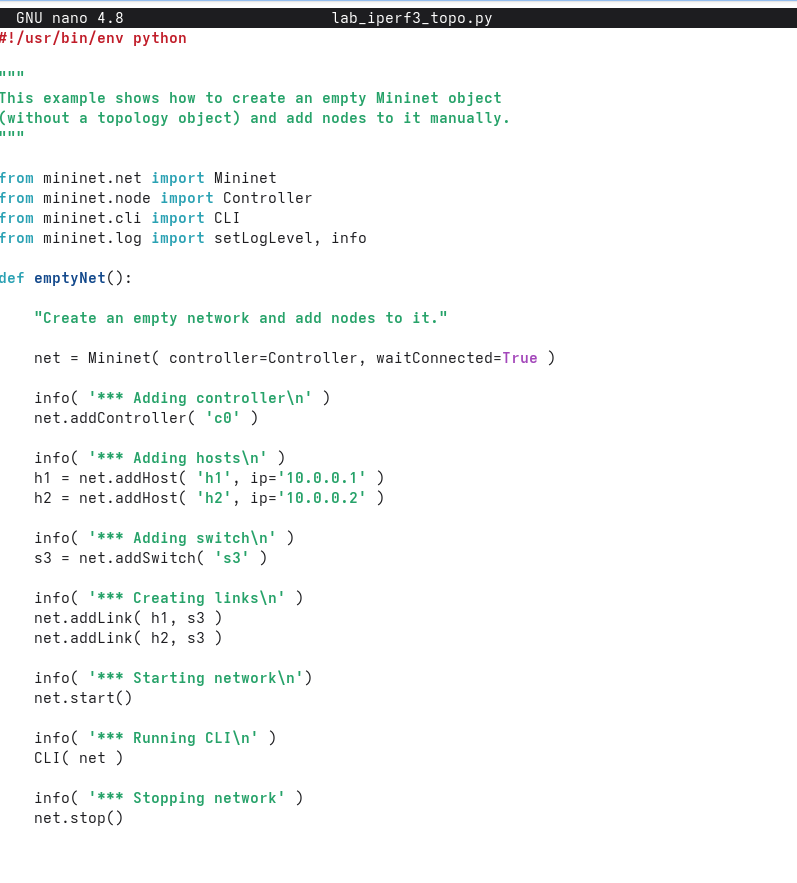 GNU nano 4.8 lab_iperf3_topo.py
#!/usr/bin/env python
"""
This example shows how to create an empty Mininet object
(without a topology object) and add nodes to it manually.
"""
from mininet.net import Mininet
from mininet.node import Controller
from mininet.cli import CLI
from mininet.log import setLogLevel, info
def emptyNet():
"Create an empty network and add nodes to it."
net = Mininet( controller=Controller, waitConnected=True )
info( '*** Adding controller\n' )
net.addController( 'c0' )
info( '*** Adding hosts\n' )
h1 = net.addHost( 'h1', ip='10.0.0.1' )
h2 = net.addHost( 'h2', ip='10.0.0.2' )
info( '*** Adding switch\n' )
s3 = net.addSwitch( 's3' )
info( '*** Creating links\n' )
net.addLink( h1, s3 )
net.addLink( h2, s3 )
info( '*** Starting network\n')
net.start()
info( '*** Running CLI\n' )
CLI( net )
info( '*** Stopping network' )
net.stop()